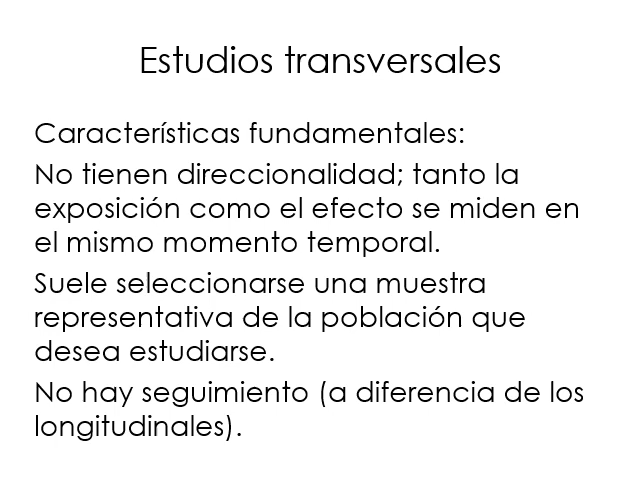 Estudios transversales
Características fundamentales:
No tienen direccionalidad; tanto la
exposición como el efecto se miden en
el mismo momento temporal.
Suele seleccionarse una muestra
representativa de la población que
desea estudiarse.
No hay seguimiento (a diferencia de los
longitudinales).